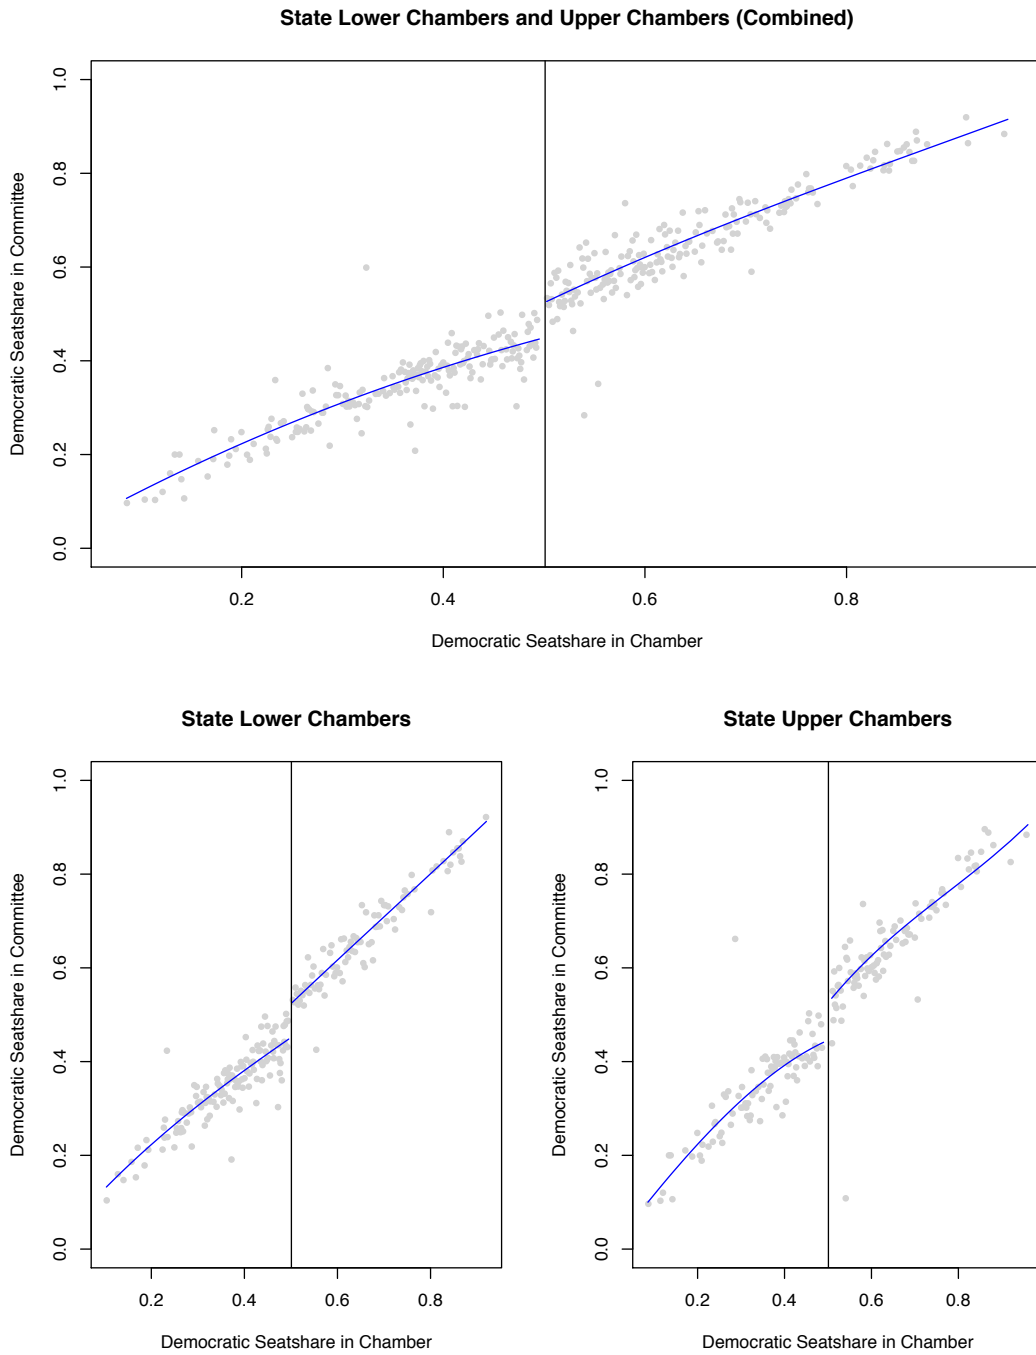 State Lower Chambers and Upper Chambers (Combined)
Democratic Seatshare in Committee
1.0
0.8
0.6
0.4
0.2
0.0
0.2 0.4 0.6 0.8
Democratic Seatshare in Chamber
State Lower Chambers
Democratic Seatshare in Committee
1.0
0.8
0.6
0.4
0.2
0.0
0.2 0.4 0.6 0.8
Democratic Seatshare in Chamber
State Upper Chambers
Democratic Seatshare in Committee
1.0
0.8
0.6
0.4
0.2
0.0
0.2 0.4 0.6 0.8
Democratic Seatshare in Chamber